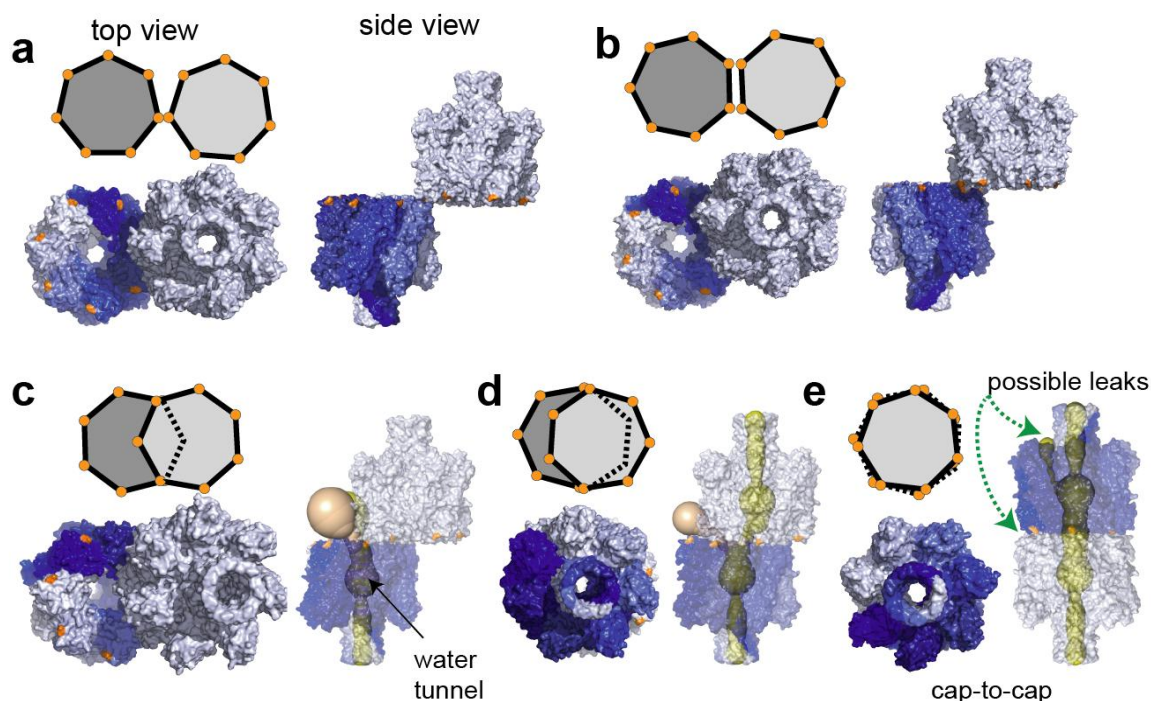 a
top view
side view
b
c
water
tunnel
d
e
possible leaks
cap-to-cap